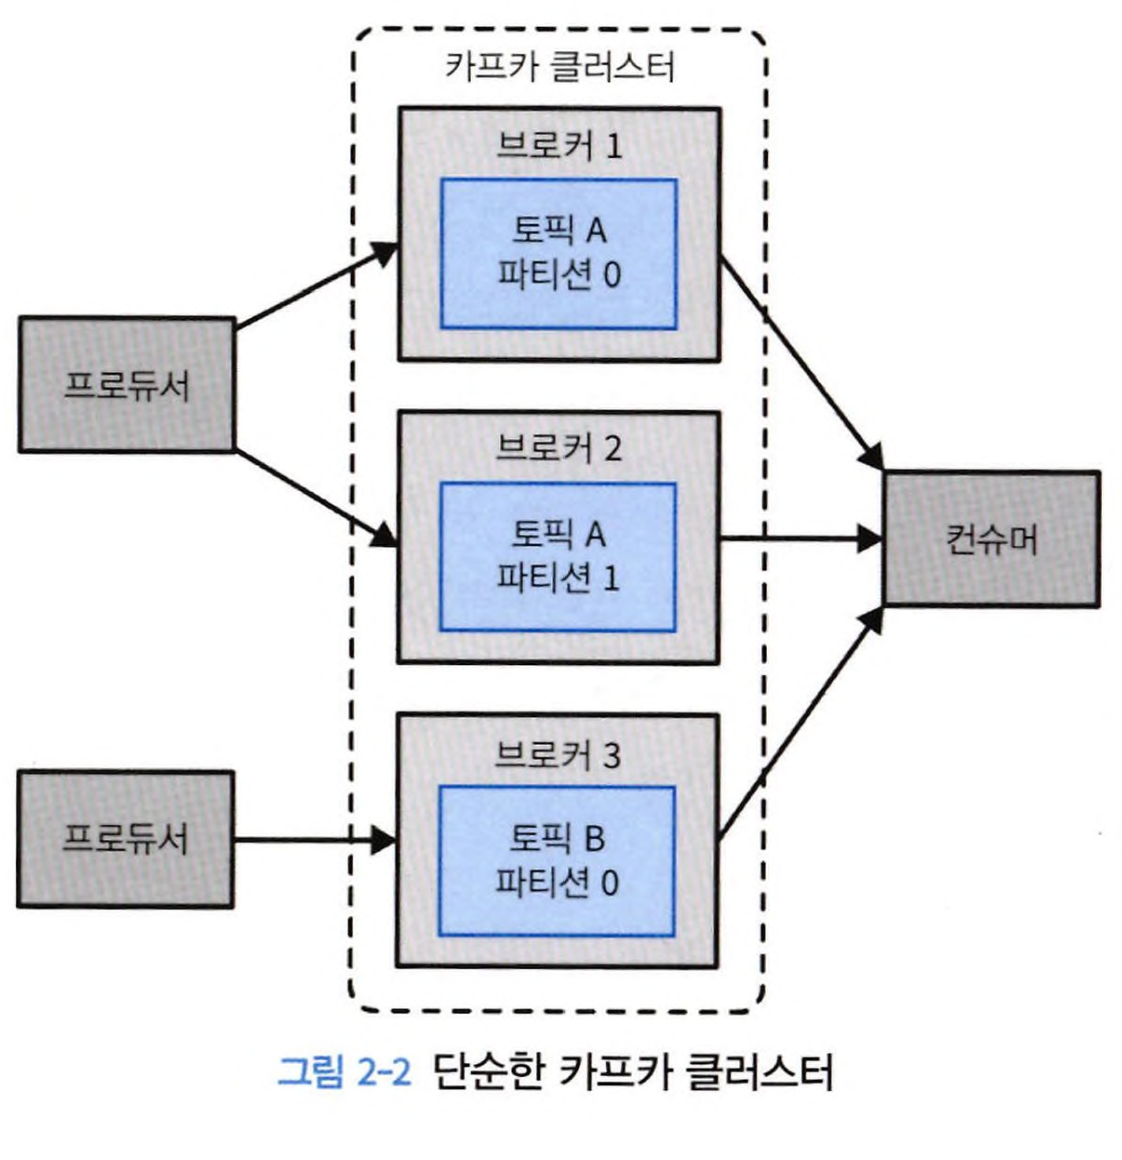 카프카 클러스터
브로커 1
토픽 A
파티션 0
프로듀서
브로커 2
토픽 A
파티션 1
컨슈머
브로커 3
토픽 B
파티션 0
프로듀서
그림 2-2 단순한 카프카 클러스터